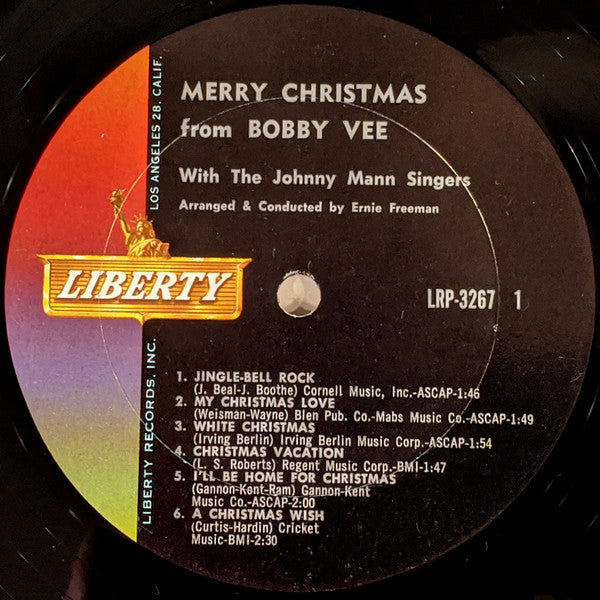 MERRY CHRISTMAS
from BOBBY VEE
With The Johnny Mann Singers
Arranged & Conducted by Ernie Freeman
LOS ANGELES 28, CALIF.
LIBERTY
LIBERTY RECORDS, INC.
LRP-3267 1
1. JINGLE-BELL ROCK
(J. Beal-J. Boothe) Cornell Music, Inc.-ASCAP-1:46
2. MY CHRISTMAS LOVE
(Weisman-Wayne) Blen Pub. Co.-Mabs Music Co.-ASCAP-1:49
3. WHITE CHRISTMAS
(Irving Berlin) Irving Berlin Music Corp.-ASCAP-1:54
4. CHRISTMAS VACATION
(L. S. Roberts) Regent Music Corp.-BMI-1:47
5. I'LL BE HOME FOR CHRISTMAS
(Gannon-Kent-Ram) Gannon-Kent
Music Co.-ASCAP-2:00
6. A CHRISTMAS WISH
(Curtis-Hardin) Cricket
Music-BMI-2:30